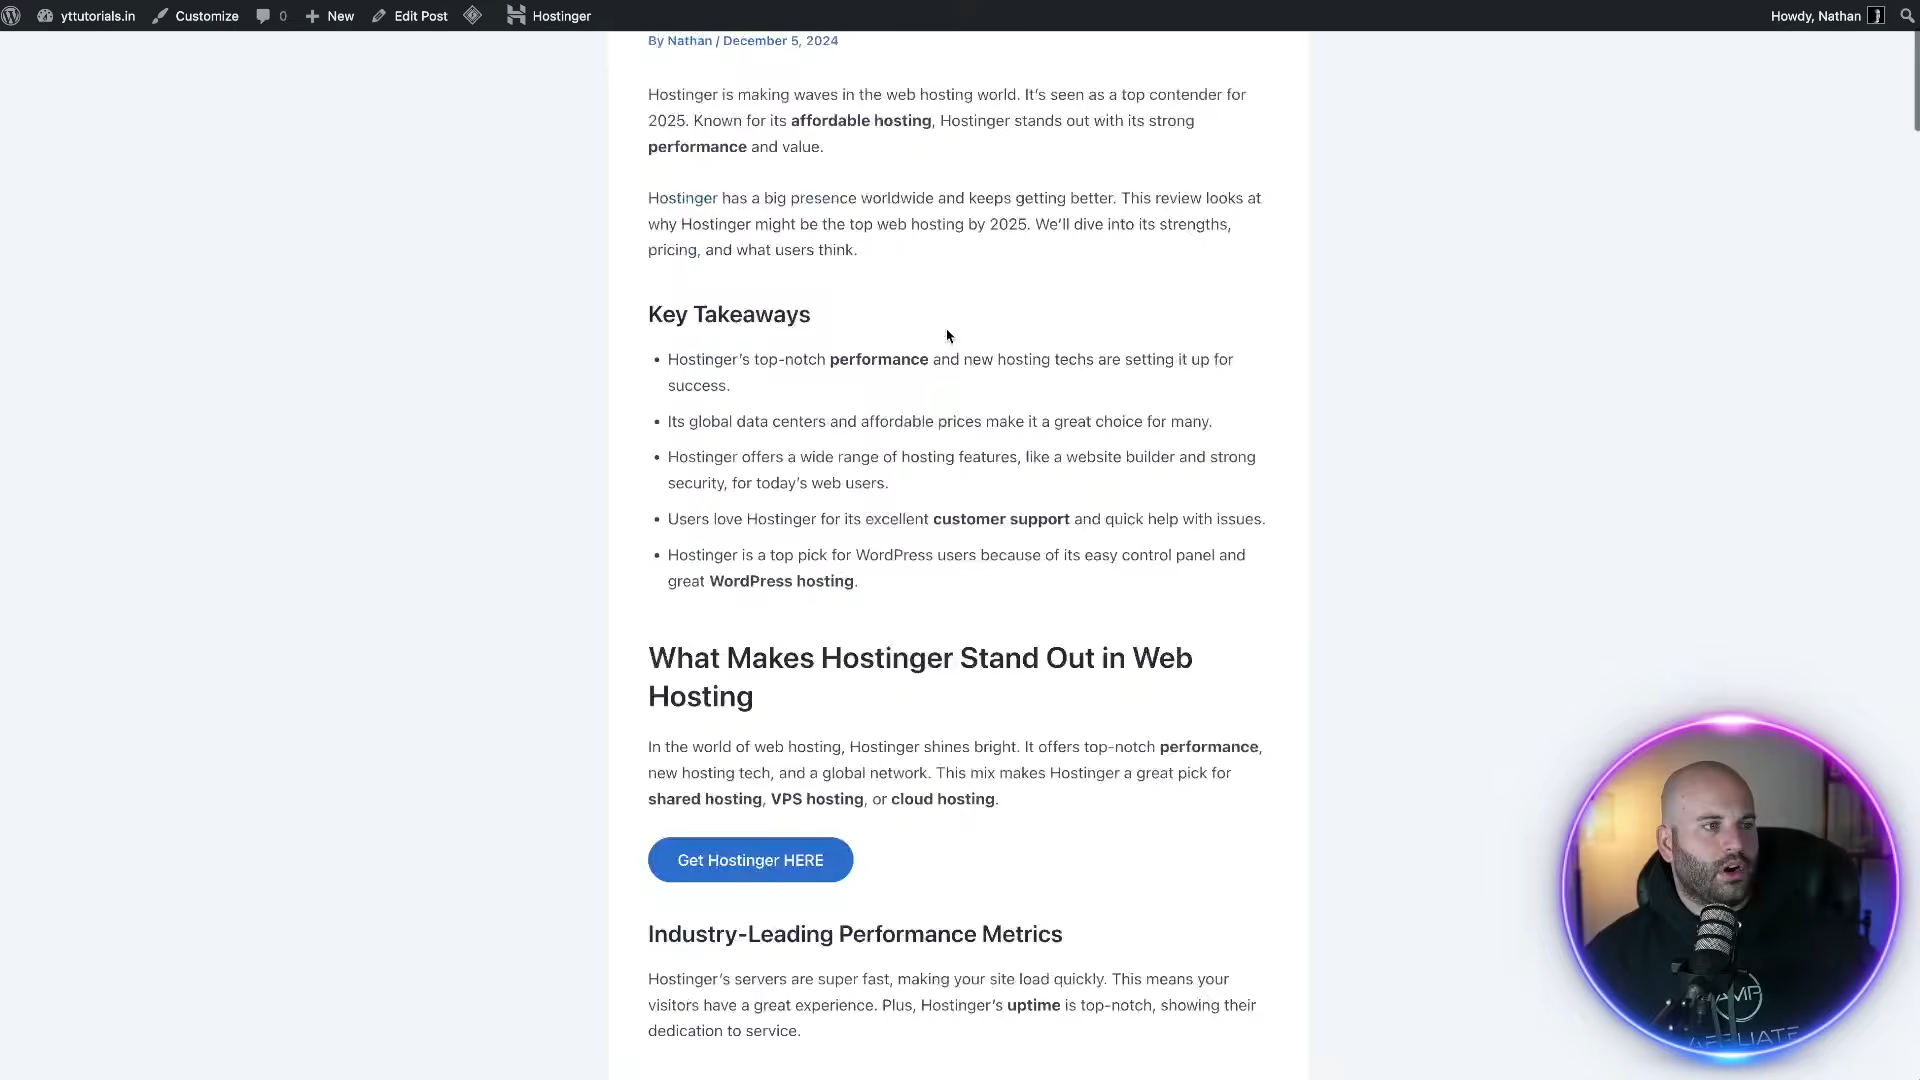 yttutorials.in Customize 0 New Edit Post Hostinger Howdy, Nathan
By Nathan / December 5, 2024
Hostinger is making waves in the web hosting world. It’s seen as a top contender for
2025. Known for its affordable hosting, Hostinger stands out with its strong
performance and value.
Hostinger has a big presence worldwide and keeps getting better. This review looks at
why Hostinger might be the top web hosting by 2025. We’ll dive into its strengths,
pricing, and what users think.
Key Takeaways
• Hostinger’s top-notch performance and new hosting techs are setting it up for
success.
• Its global data centers and affordable prices make it a great choice for many.
• Hostinger offers a wide range of hosting features, like a website builder and strong
security, for today’s web users.
• Users love Hostinger for its excellent customer support and quick help with issues.
• Hostinger is a top pick for WordPress users because of its easy control panel and
great WordPress hosting.
What Makes Hostinger Stand Out in Web
Hosting
In the world of web hosting, Hostinger shines bright. It offers top-notch performance,
new hosting tech, and a global network. This mix makes Hostinger a great pick for
shared hosting, VPS hosting, or cloud hosting.
Get Hostinger HERE
Industry-Leading Performance Metrics
Hostinger’s servers are super fast, making your site load quickly. This means your
visitors have a great experience. Plus, Hostinger’s uptime is top-notch, showing their
dedication to service.